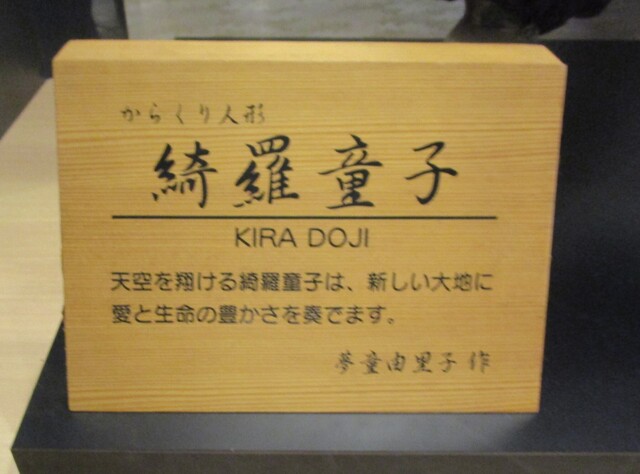 からくり人形
綺羅童子
KIRA DOJI
天空を翔ける綺羅童子は、新しい大地に
愛と生命の豊かさを奏でます。
夢童由里子 作